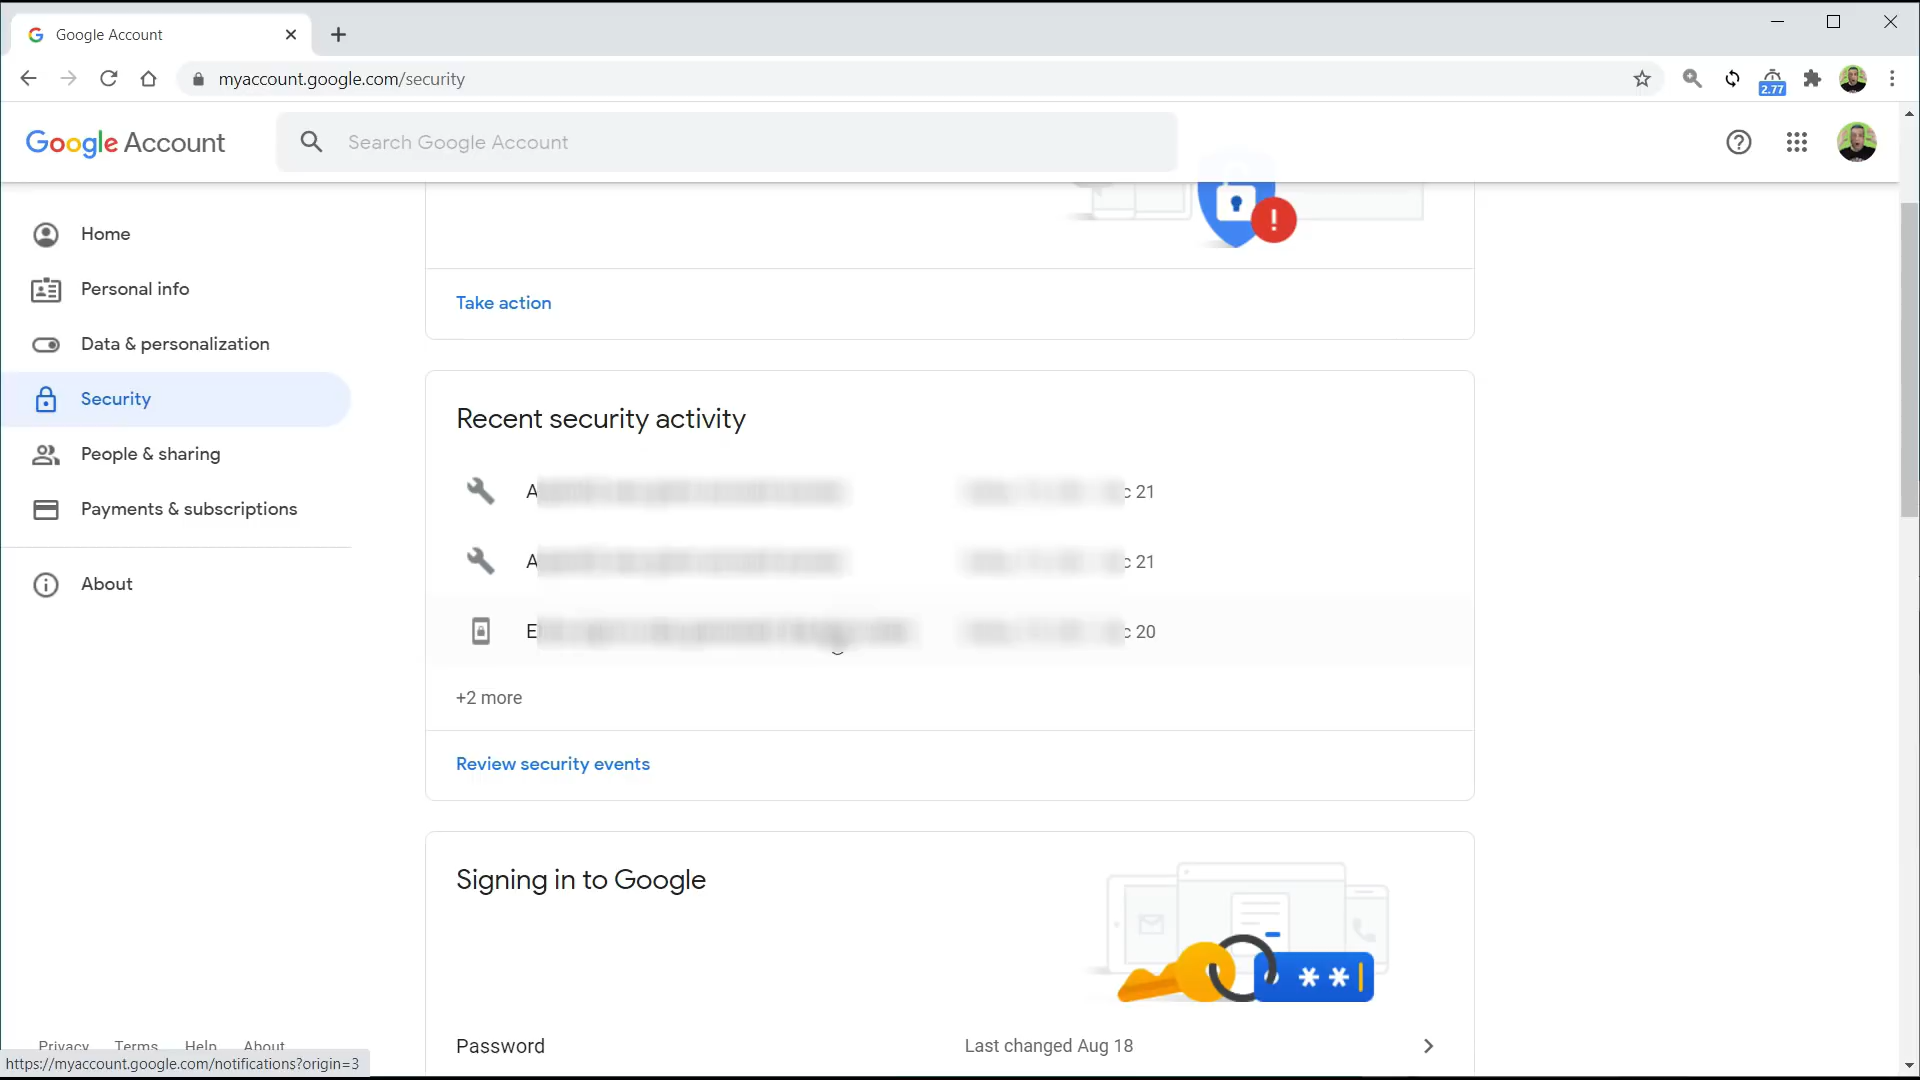 Google Account
myaccount.google.com/security
2.77
Google Account
Search Google Account
Home
Personal info
Data & personalization
Security
People & sharing
Payments & subscriptions
About
Take action
Recent security activity
21
21
20
+2 more
Review security events
Signing in to Google
**
Password
Last changed Aug 18
Privacy Terms Help About
https://myaccount.google.com/notifications?origin=3